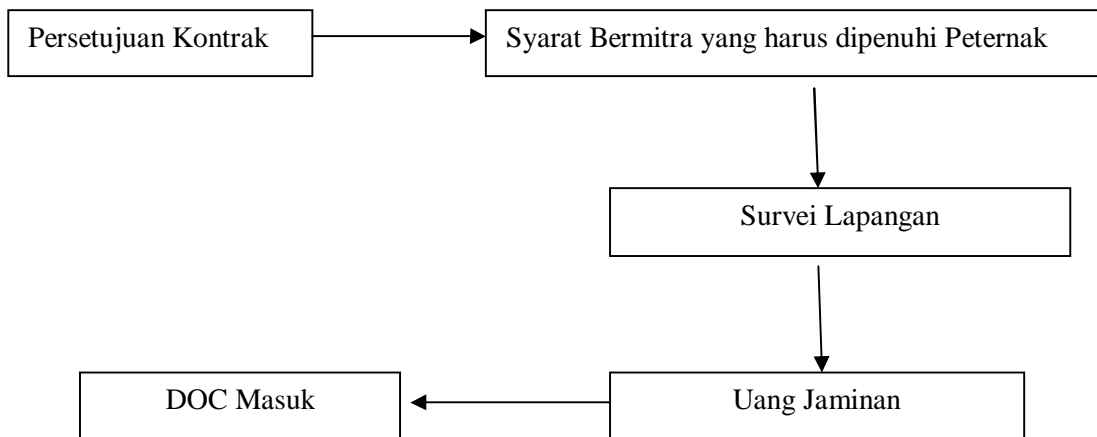 Persetujuan Kontrak
Syarat Bermitra yang harus dipenuhi Peternak
Survei Lapangan
Uang Jaminan
DOC Masuk